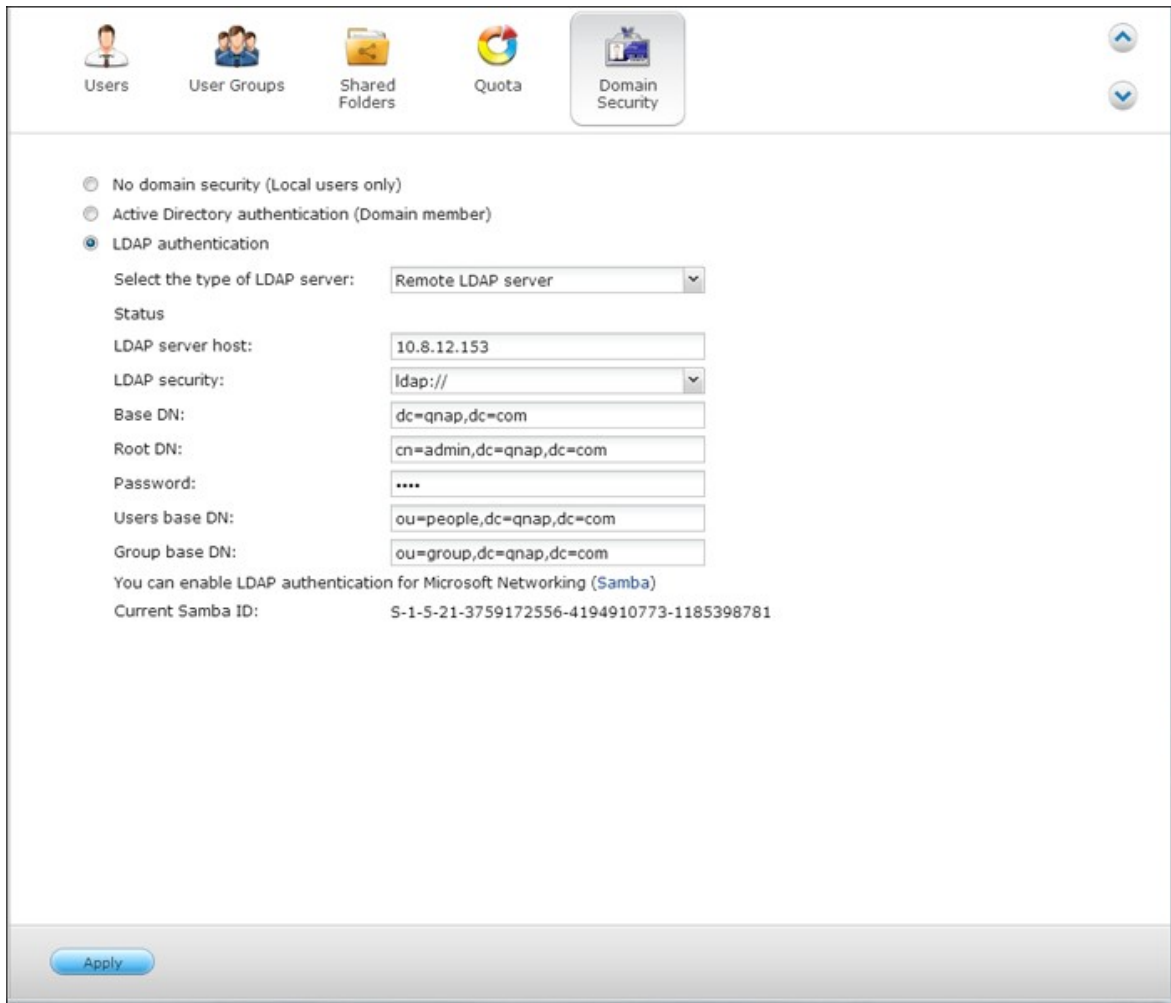 Users
User Groups
Shared
Folders
Quota
Domain
Security
No domain security (Local users only)
Active Directory authentication (Domain member)
LDAP authentication
Select the type of LDAP server: Remote LDAP server
Status
LDAP server host: 10.8.12.153
LDAP security: ldap://
Base DN: dc=qnap,dc=com
Root DN: cn=admin,dc=qnap,dc=com
Password: ••••
Users base DN: ou=people,dc=qnap,dc=com
Group base DN: ou=group,dc=qnap,dc=com
You can enable LDAP authentication for Microsoft Networking (Samba)
Current Samba ID: S-1-5-21-3759172556-4194910773-1185398781
Apply